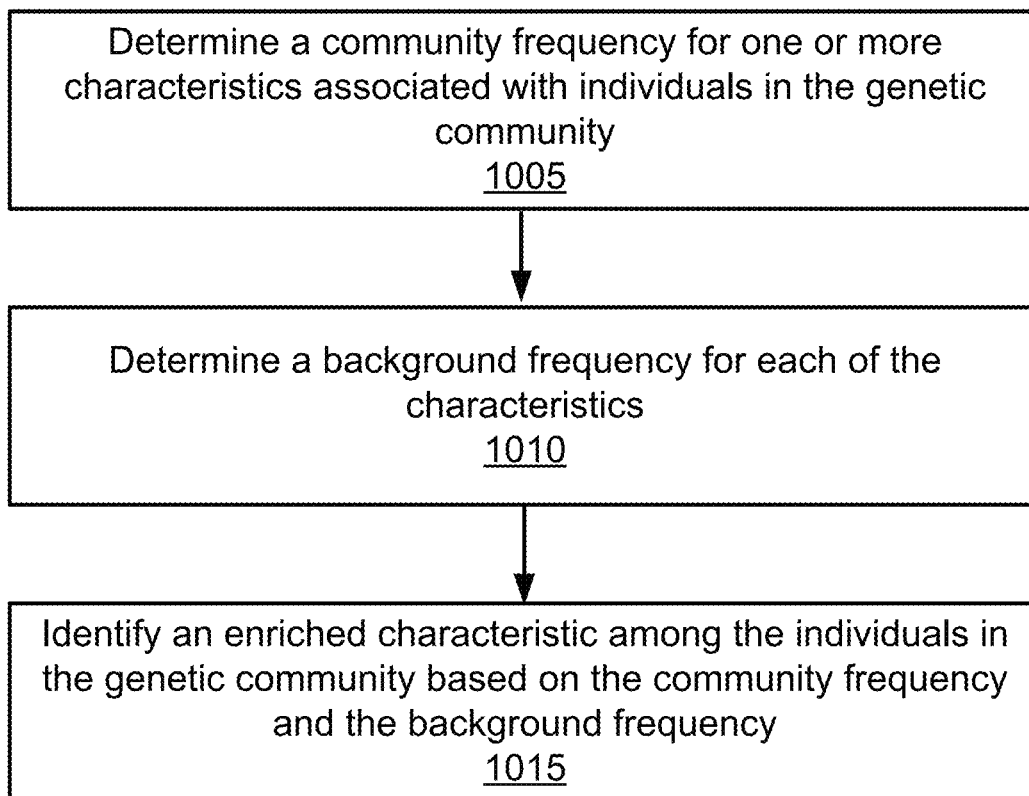 Determine a community frequency for one or more
characteristics associated with individuals in the genetic
community
1005
Determine a background frequency for each of the
characteristics
1010
Identify an enriched characteristic among the individuals in
the genetic community based on the community frequency
and the background frequency
1015